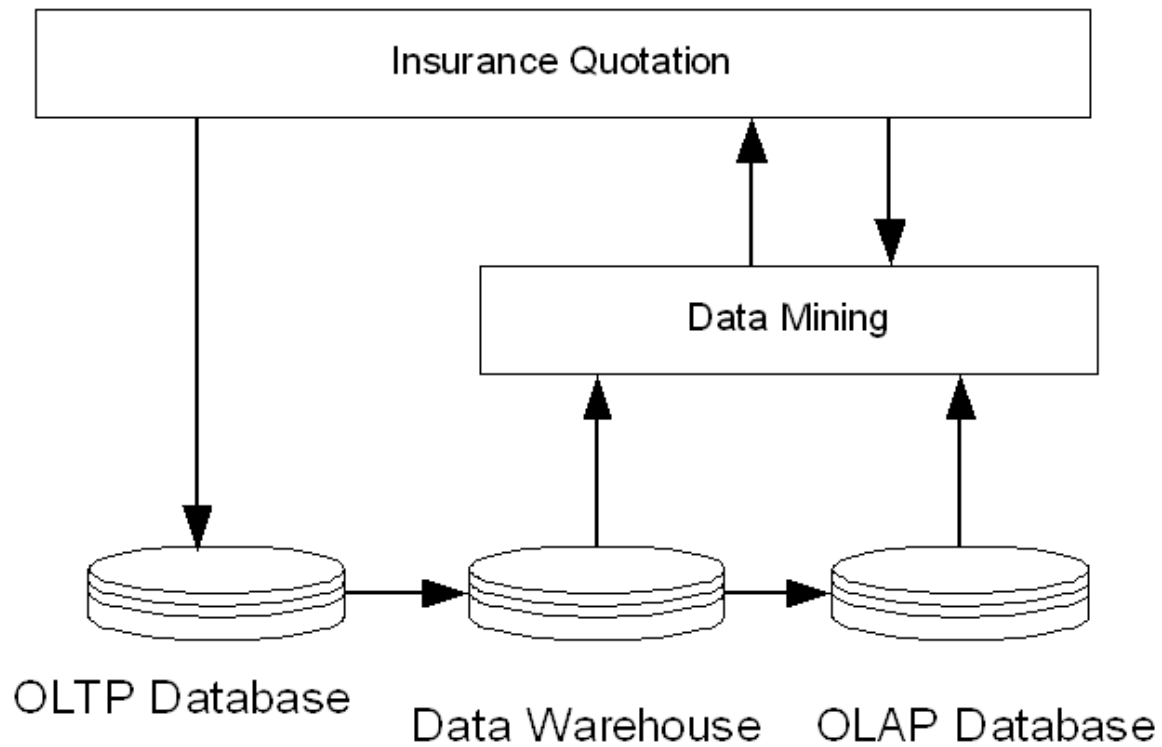 Insurance Quotation
Data Mining
OLTP Database
Data Warehouse
OLAP Database